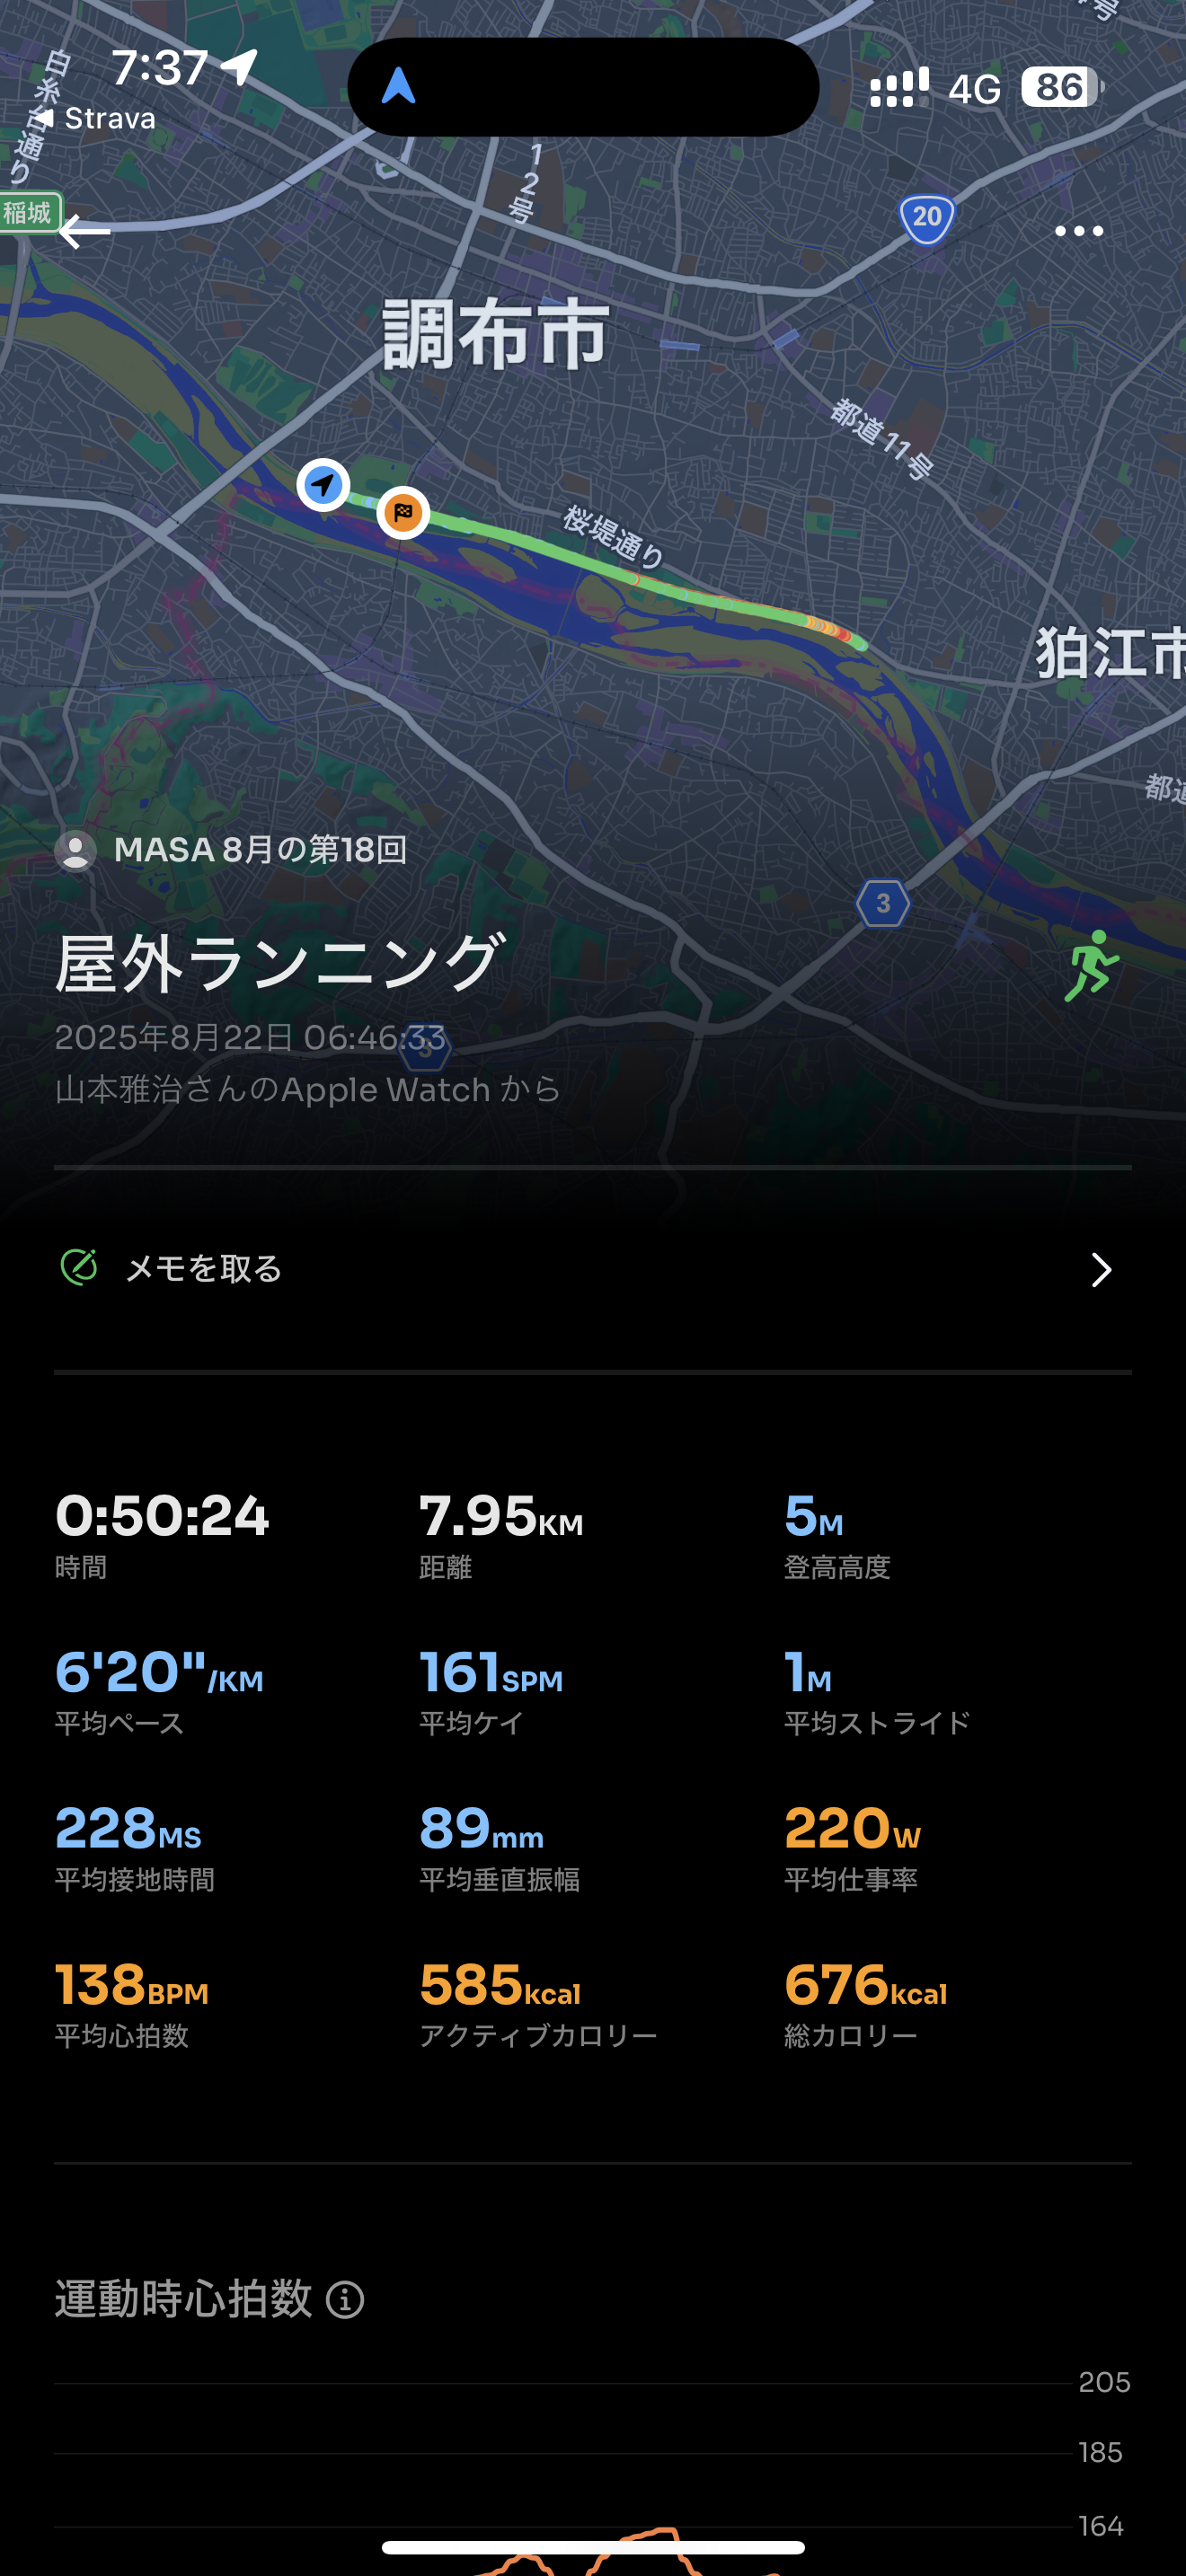 7:37
4G
86
Strava
白糸台通り
稲城
12号
20
調布市
都道11号
桜堤通り
狛江市
都道
MASA 8月の第18回
3
屋外ランニング
2025年8月22日 06:46:33
3
山本雅治さんのApple Watch から
メモを取る
0:50:24 7.95KM 5M
時間 距離 登高高度
6'20"/KM 161SPM 1M
平均ペース 平均ケイ 平均ストライド
228MS 89mm 220W
平均接地時間 平均垂直振幅 平均仕事率
138BPM 585kcal 676kcal
平均心拍数 アクティブカロリー 総カロリー
運動時心拍数
205
185
164